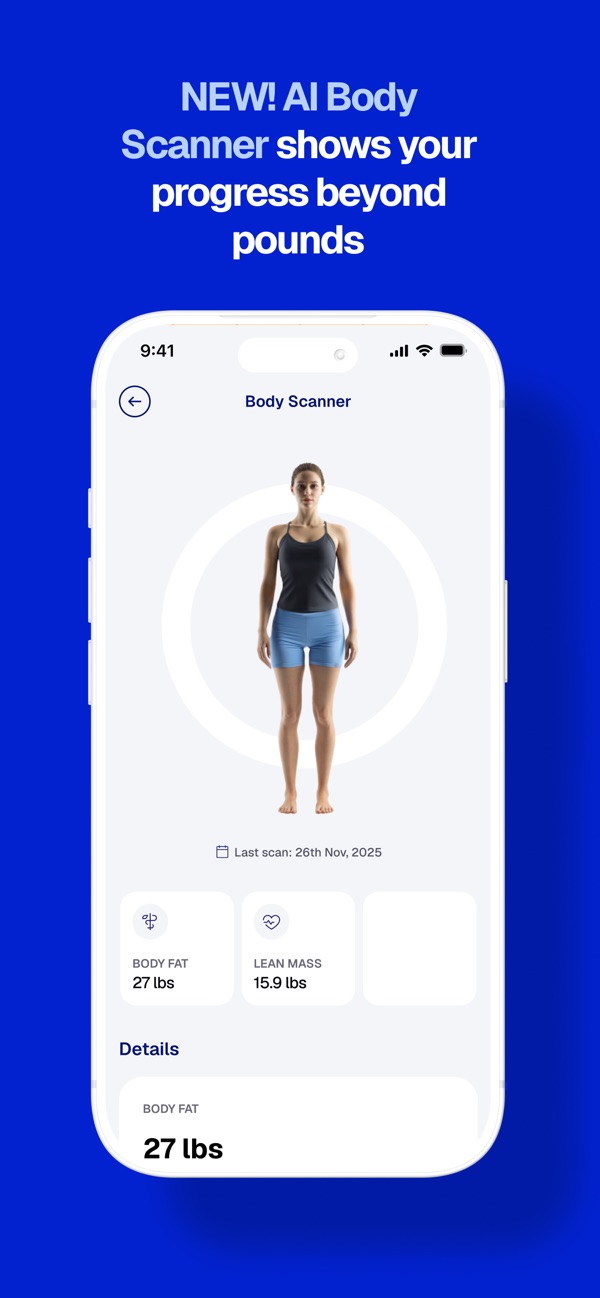 NEW! AI Body
Scanner shows your
progress beyond
pounds
9:41
Body Scanner
Last scan: 26th Nov, 2025
BODY FAT
27 lbs
LEAN MASS
15.9 lbs
Details
BODY FAT
27 lbs